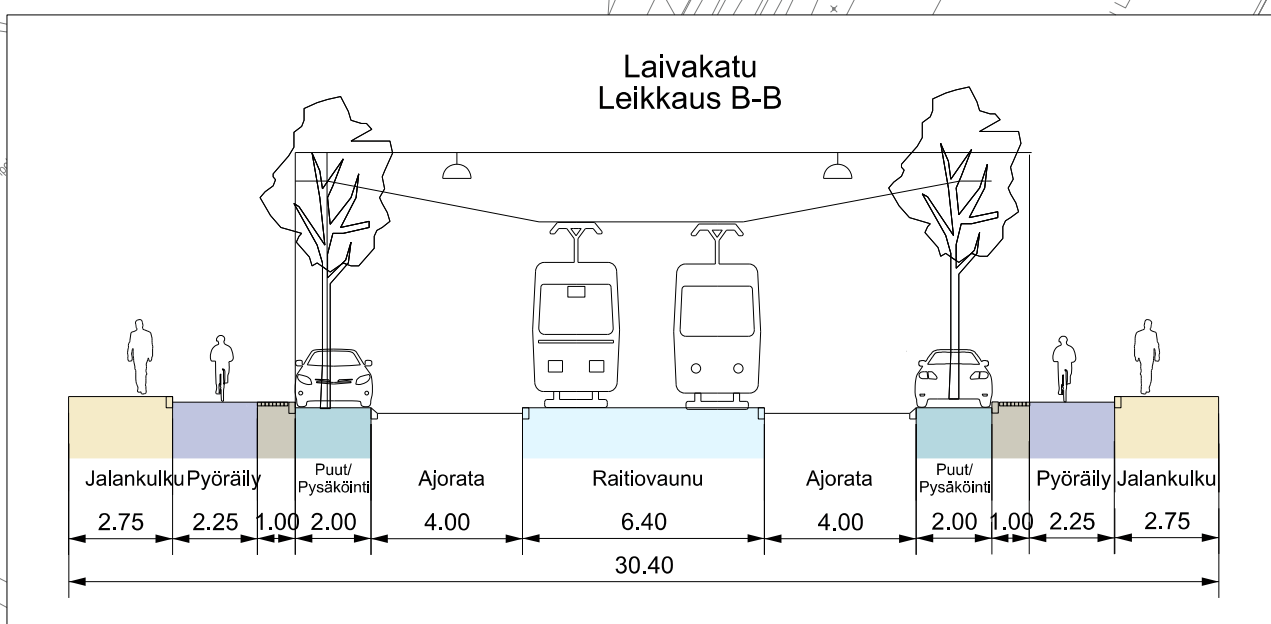 Laivakatu
Leikkaus B-B
Jalankulku Pyöräily Puut/ Ajorata Raitiovaunu Ajorata Puut/ Pyöräily Jalankulku
Pysäköinti Pysäköinti
2.75 2.25 1.00 2.00 4.00 6.40 4.00 2.00 1.00 2.25 2.75
30.40